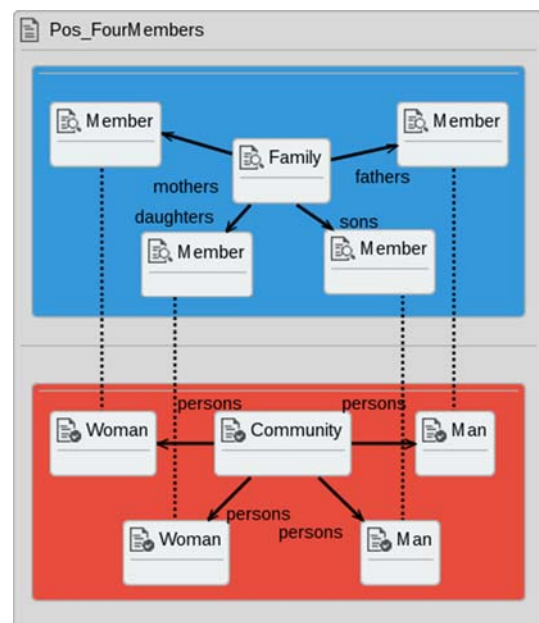 Pos_FourMembers
Member
Member
Family
mothers
fathers
daughters
sons
Member
Member
persons
persons
Woman
Community
Man
persons
persons
Woman
Man